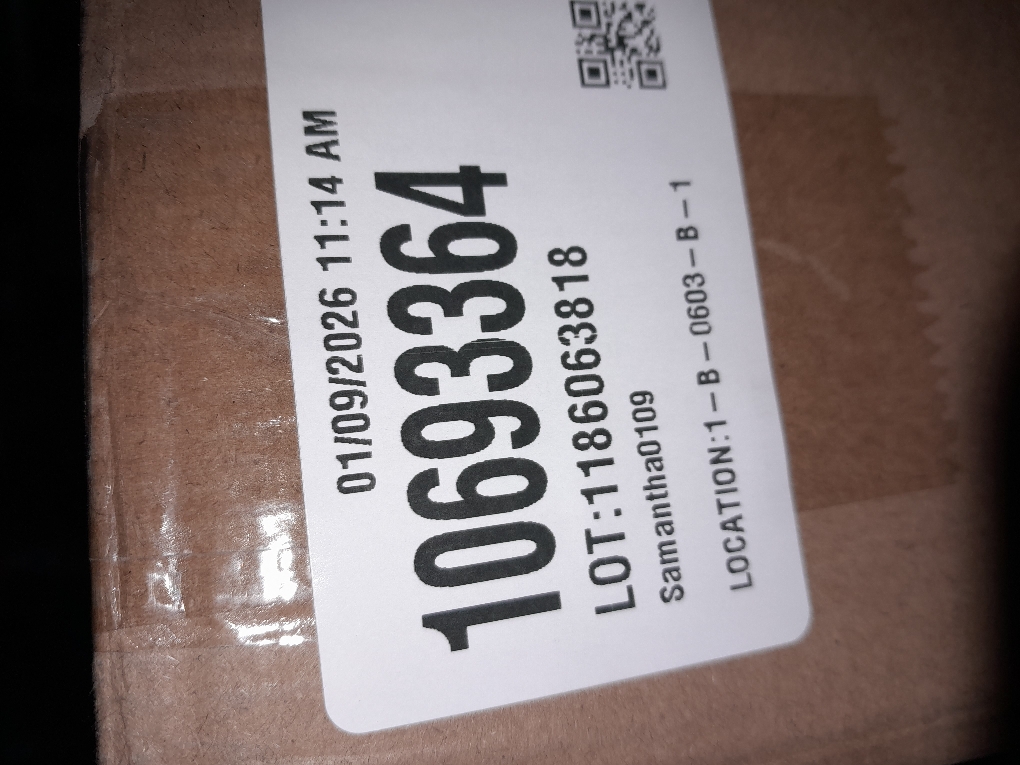 01/09/2026 11:14 AM
10693364
LOT:1186063818
Samantha0109
LOCATION:1-B-0603-B-1